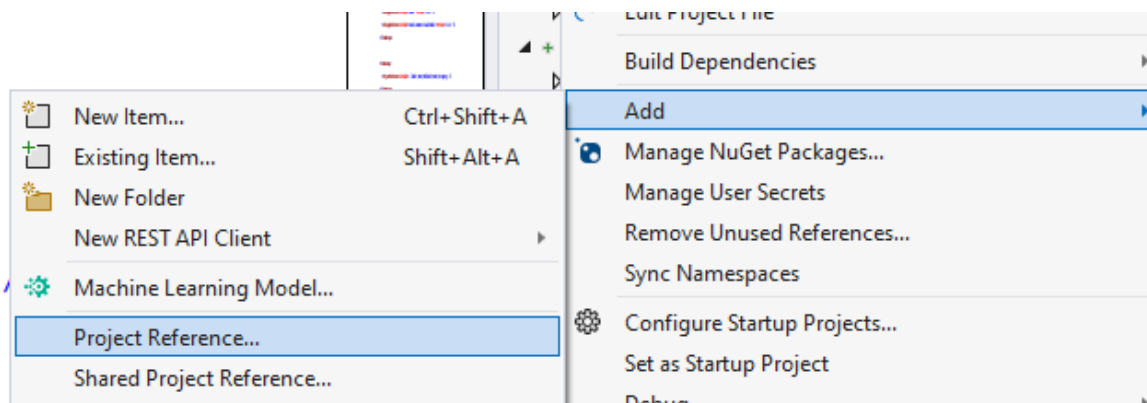 Edit Project File
Build Dependencies
Add
Manage NuGet Packages...
Manage User Secrets
Remove Unused References...
Sync Namespaces
Configure Startup Projects...
Set as Startup Project
Debug
New Item... Ctrl+Shift+A
Existing Item... Shift+Alt+A
New Folder
New REST API Client
Machine Learning Model...
Project Reference...
Shared Project Reference...